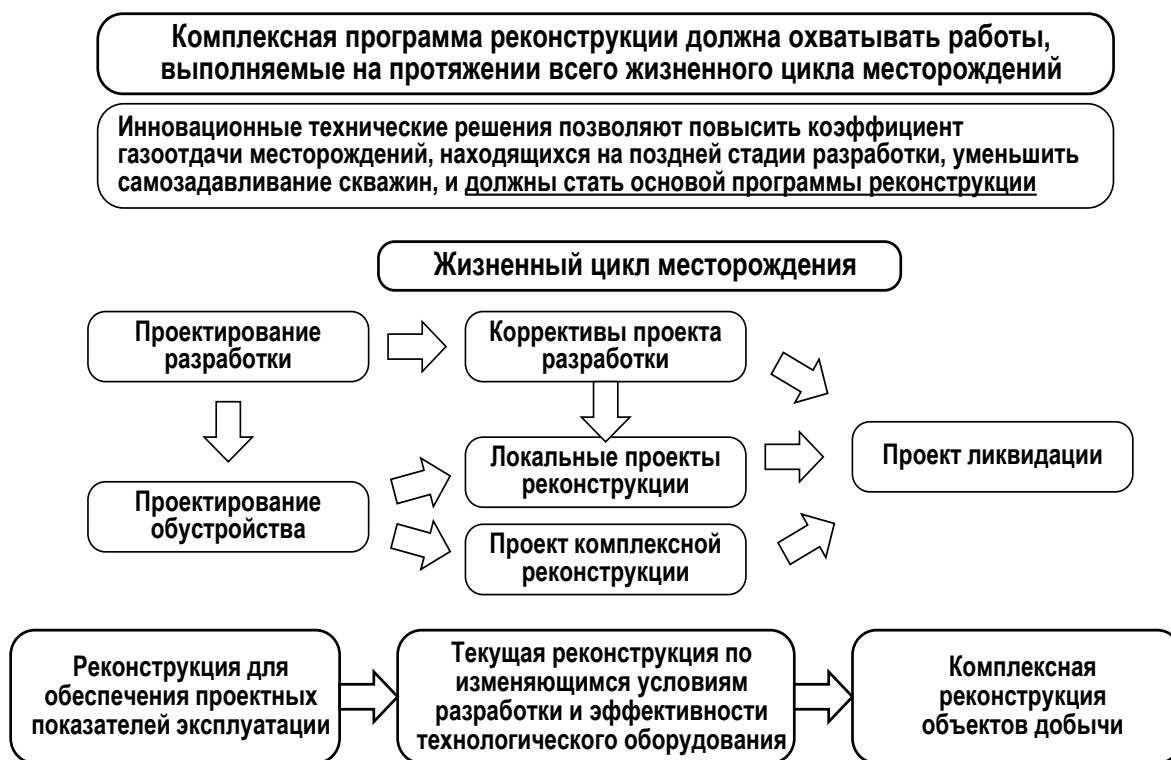 Комплексная программа реконструкции должна охватывать работы,
выполняемые на протяжении всего жизненного цикла месторождений
Инновационные технические решения позволяют повысить коэффициент
газоотдачи месторождений, находящихся на поздней стадии разработки, уменьшить
самозадавливание скважин, и должны стать основой программы реконструкции
Жизненный цикл месторождения
Проектирование
разработки
Коррективы проекта
разработки
Проектирование
обустройства
Локальные проекты
реконструкции
Проект комплексной
реконструкции
Проект ликвидации
Реконструкция для
обеспечения проектных
показателей эксплуатации
Текущая реконструкция по
изменяющимся условиям
разработки и эффективности
технологического оборудования
Комплексная
реконструкция
объектов добычи